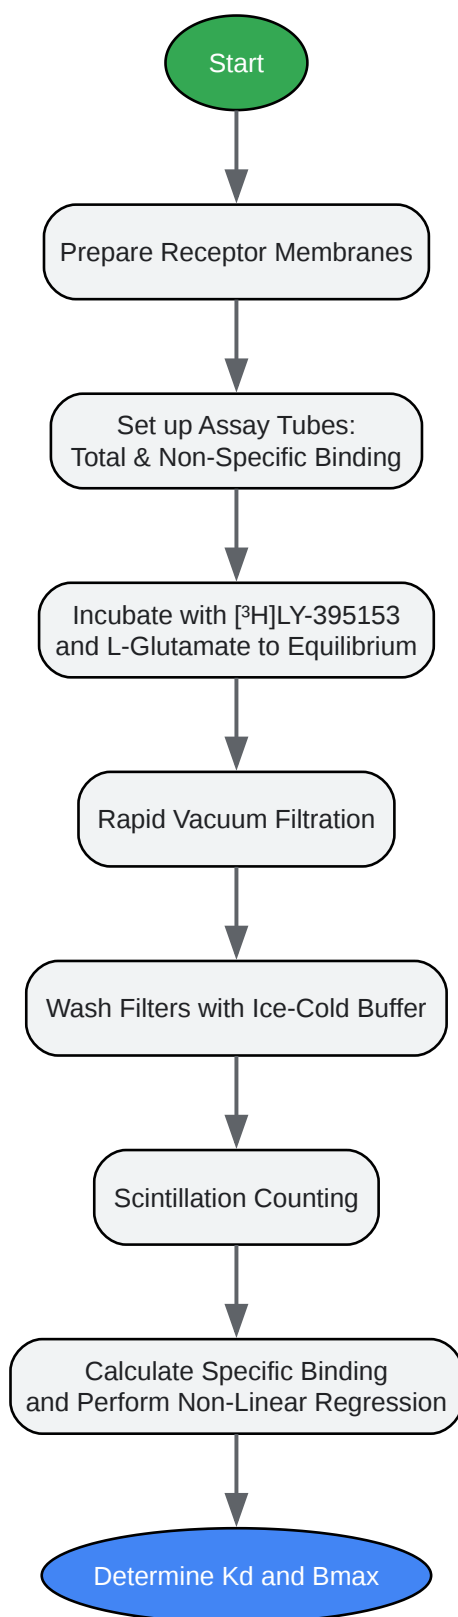 Start
Prepare Receptor Membranes
Set up Assay Tubes:
Total & Non-Specific Binding
Incubate with [³H]LY-395153
and L-Glutamate to Equilibrium
Rapid Vacuum Filtration
Wash Filters with Ice-Cold Buffer
Scintillation Counting
Calculate Specific Binding
and Perform Non-Linear Regression
Determine Kd and Bmax